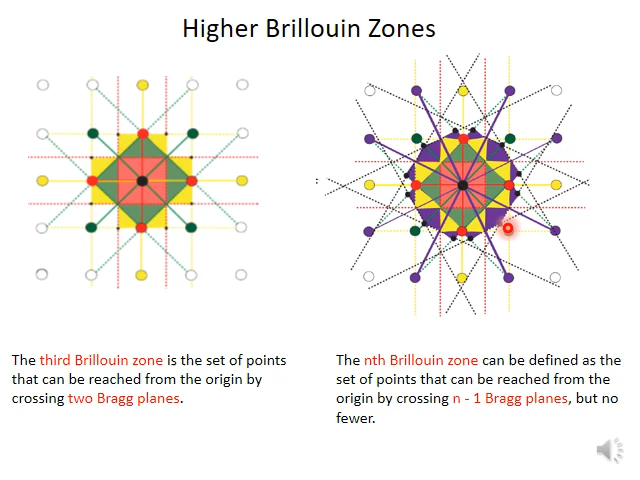 Higher Brillouin Zones
The third Brillouin zone is the set of points
that can be reached from the origin by
crossing two Bragg planes.
The nth Brillouin zone can be defined as the
set of points that can be reached from the
origin by crossing n - 1 Bragg planes, but no
fewer.